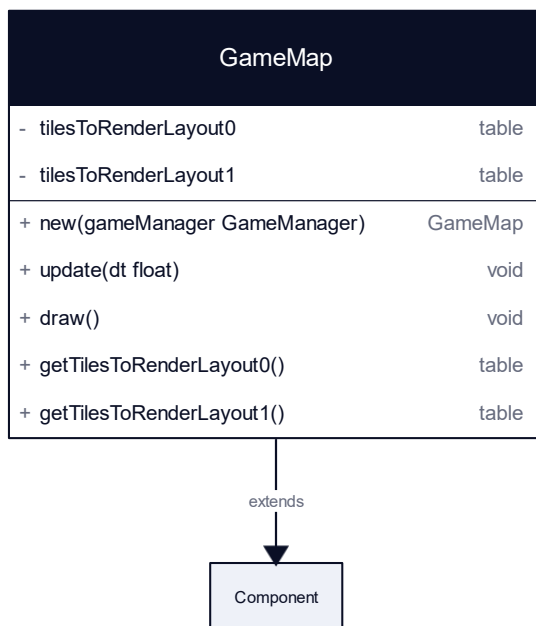 GameMap
- tilesToRenderLayout0 table
- tilesToRenderLayout1 table
+ new(gameManager GameManager) GameMap
+ update(dt float) void
+ draw() void
+ getTilesToRenderLayout0() table
+ getTilesToRenderLayout1() table
extends
Component